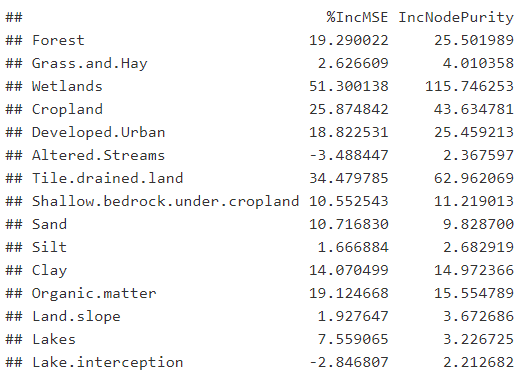 ##                              %IncMSE IncNodePurity
## Forest                     19.290022     25.501989
## Grass.and.Hay               2.626609      4.010358
## Wetlands                   51.300138    115.746253
## Cropland                   25.874842     43.634781
## Developed.Urban            18.822531     25.459213
## Altered.Streams            -3.488447      2.367597
## Tile.drained.land          34.479785     62.962069
## Shallow.bedrock.under.cropland 10.552543     11.219013
## Sand                       10.716830      9.828700
## Silt                        1.666884      2.682919
## Clay                       14.070499     14.972366
## Organic.matter             19.124668     15.554789
## Land.slope                  1.927647      3.672686
## Lakes                       7.559065      3.226725
## Lake.interception          -2.846807      2.212682